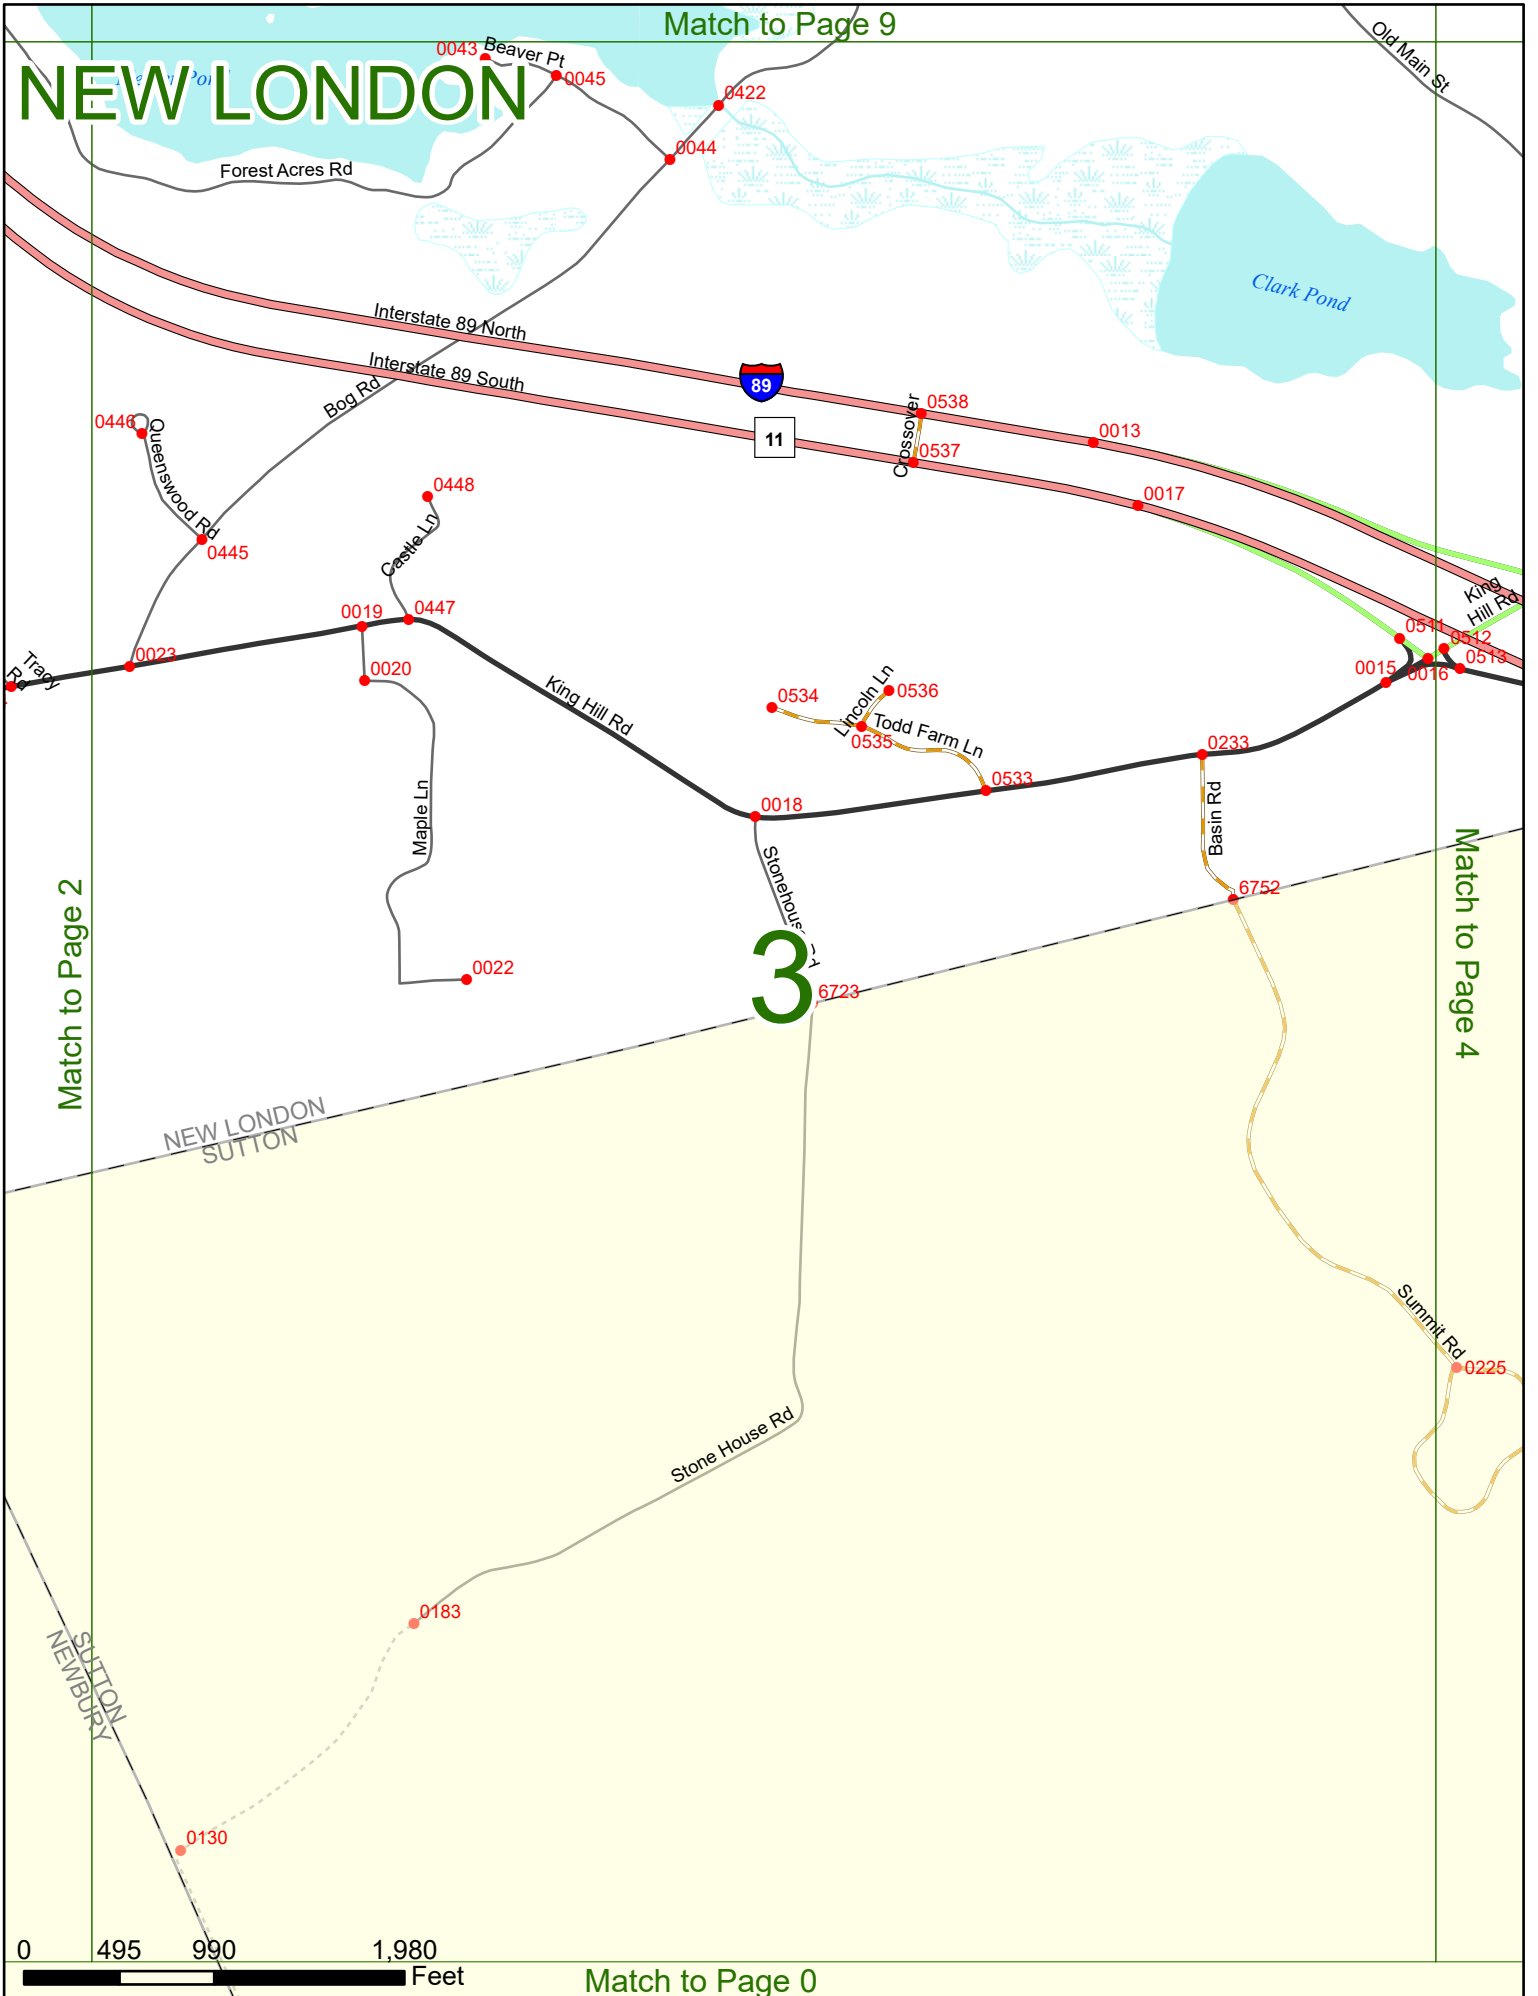 Match to Page 9
Old Main St
0043
Beaver Pt
0045
NEW LONDON
0422
0044
Forest Acres Rd
Clark Pond
Interstate 89 North
Interstate 89 South
89
11
Bog Rd
Crossover
0538
0537
0013
0017
0446
Queenswood Rd
0445
0448
Castle Ln
King
Hill Rd
0019
0447
0023
0020
Tracy
Rd
0511
0512
0513
0015
0016
King Hill Rd
0534
Lincoln Ln
0536
0535
Todd Farm Ln
0233
0533
0018
Maple Ln
Basin Rd
Match to Page 2
Match to Page 4
6752
0022
3
6723
NEW LONDON
SUTTON
Summit Rd
0225
Stone House Rd
0183
SUTTON
NEWBURY
0130
0 495 990 1,980
Feet
Match to Page 0